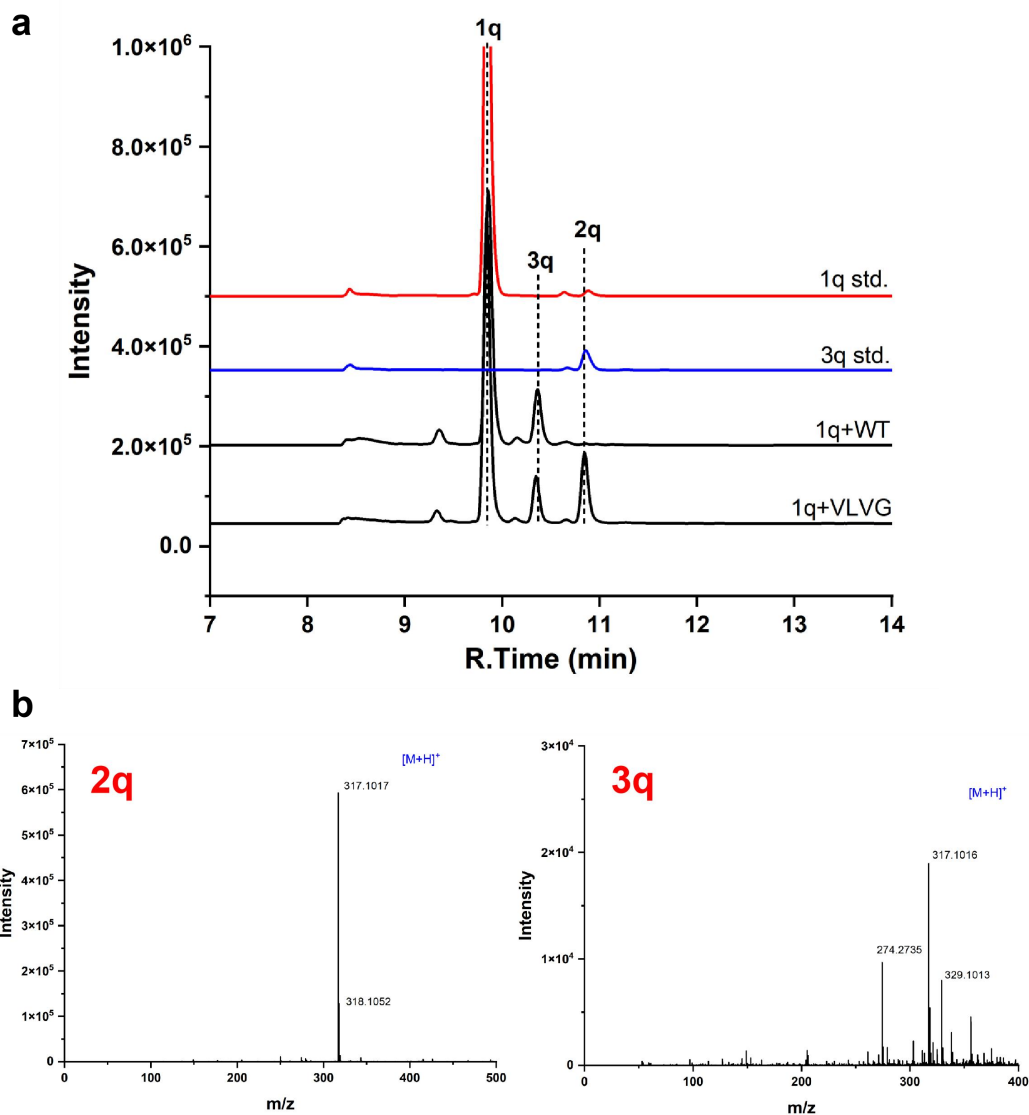 a
1q
1.0×10⁶
8.0×10⁵
2q
6.0×10⁵
3q
1q std.
Intensity
4.0×10⁵
3q std.
2.0×10⁵
1q+WT
1q+VLVG
0.0
7 8 9 10 11 12 13 14
R.Time (min)
b
7×10⁵
6×10⁵
5×10⁵
4×10⁵
3×10⁵
2×10⁵
1×10⁵
0
Intensity
2q
[M+H]⁺
317.1017
318.1052
0 100 200 300 400 500
m/z
3×10⁴
2×10⁴
1×10⁴
0
Intensity
3q
[M+H]⁺
317.1016
274.2735
329.1013
0 100 200 300 400
m/z